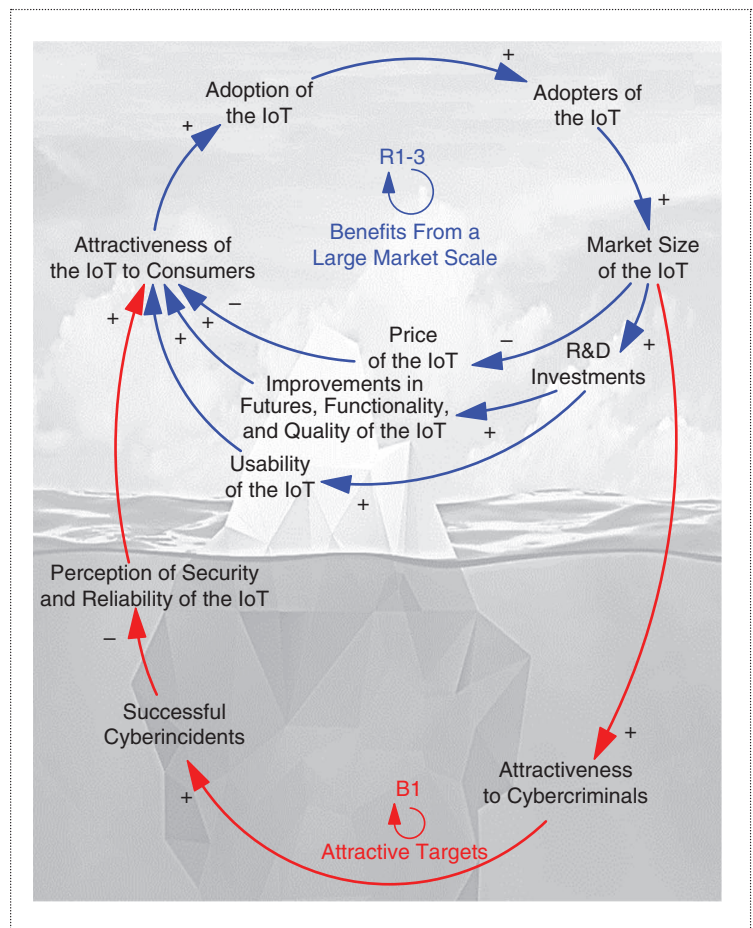 Adoption of
the IoT
+
+
Adopters of
the IoT
+
R1-3
Benefits From a
Large Market Scale
Attractiveness of
the IoT to Consumers
Market Size
of the IoT
+
+
+
–
–
+
Price
of the IoT
R&D
Investments
Improvements in
Futures, Functionality,
and Quality of the IoT
+
Usability
of the IoT
+
Perception of Security
and Reliability of the IoT
–
Successful
Cyberincidents
+
Attractiveness
to Cybercriminals
+
B1
Attractive Targets